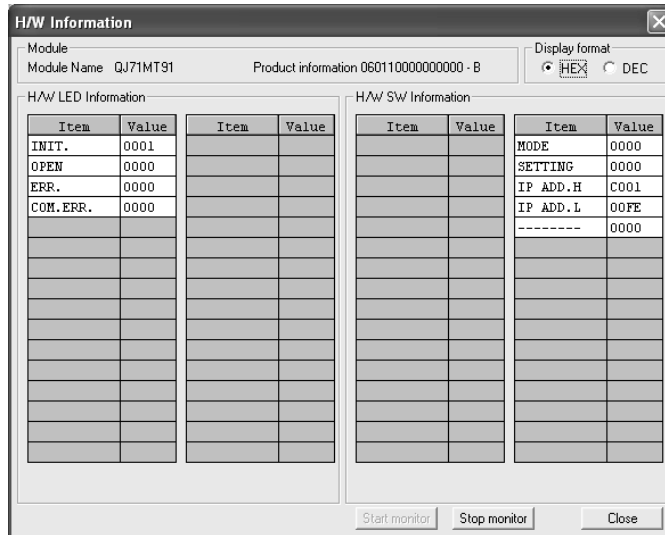 H/W Information
Module
Module Name QJ71MT91 Product information 060110000000000 - B
Display format
HEX DEC
H/W LED Information
Item Value Item Value
INIT. 0001
OPEN 0000
ERR. 0000
COM.ERR. 0000
H/W SW Information
Item Value Item Value
MODE 0000
SETTING 0000
IP ADD.H C001
IP ADD.L 00FE
-------- 0000
Start monitor Stop monitor Close